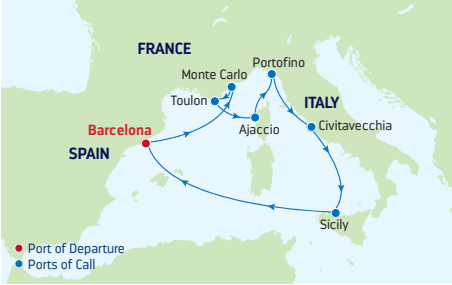 FRANCE
Portofino
Monte Carlo
Toulon
ITALY
Ajaccio
Civitavecchia
Barcelona
SPAIN
Sicily
Port of Departure
Ports of Call